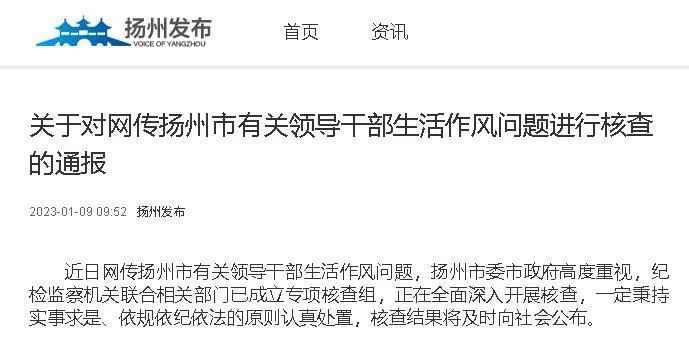 扬州发布 首页 资讯
VOICE OF YANGZHOU
关于对网传扬州市有关领导干部生活作风问题进行核查
的通报
2023-01-09 09:52 扬州发布
近日网传扬州市有关领导干部生活作风问题，扬州市委市政府高度重视，纪
检监察机关联合相关部门已成立专项核查组，正在全面深入开展核查，一定秉持
实事求是、依规依纪依法的原则认真处置，核查结果将及时向社会公布。